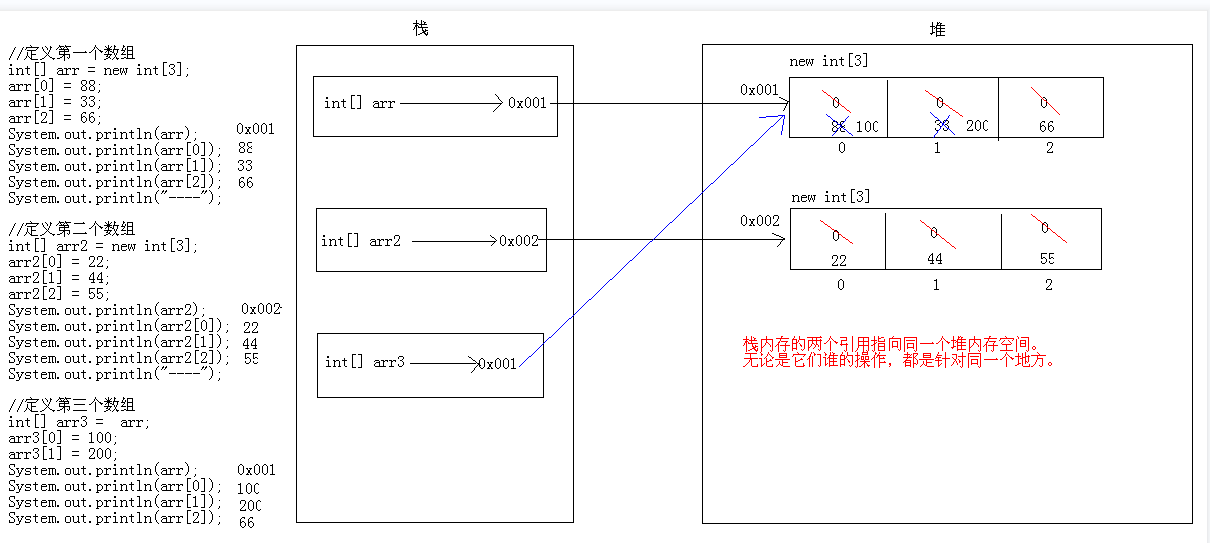 //定义第一个数组
int[] arr = new int[3];
arr[0] = 88;
arr[1] = 33;
arr[2] = 66;
System.out.println(arr); 0x001
System.out.println(arr[0]); 88
System.out.println(arr[1]); 33
System.out.println(arr[2]); 66
System.out.println("----");
//定义第二个数组
int[] arr2 = new int[3];
arr2[0] = 22;
arr2[1] = 44;
arr2[2] = 55;
System.out.println(arr2); 0x002
System.out.println(arr2[0]); 22
System.out.println(arr2[1]); 44
System.out.println(arr2[2]); 55
System.out.println("----");
//定义第三个数组
int[] arr3 = arr;
arr3[0] = 100;
arr3[1] = 200;
System.out.println(arr); 0x001
System.out.println(arr[0]); 100
System.out.println(arr[1]); 200
System.out.println(arr[2]); 66
栈
int[] arr 0x001
int[] arr2 0x002
int[] arr3 0x001
堆
new int[3]
0x001
0 0 0
88 100 33 200 66
0 1 2
new int[3]
0x002
0 0 0
22 44 55
0 1 2
栈内存的两个引用指向同一个堆内存空间。
无论是它们谁的操作，都是针对同一个地方。